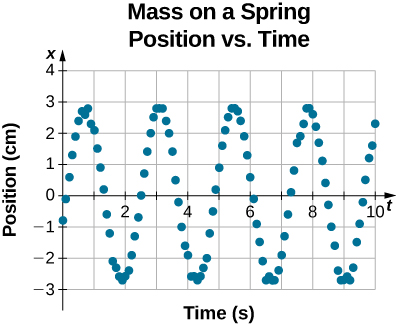 Mass on a Spring
Position vs. Time
x
4
3
2
1
0
−1
−2
−3
2
4
6
8
10
t
Position (cm)
Time (s)